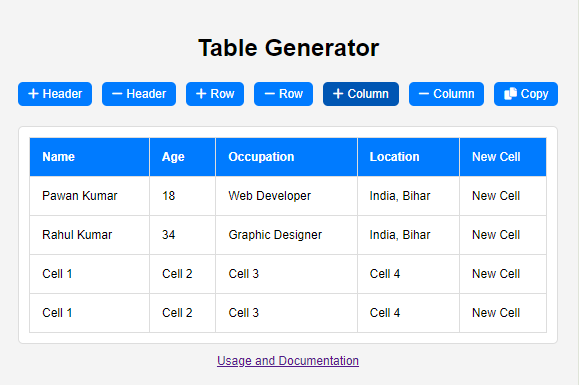 Table Generator
+ Header — Header + Row — Row + Column — Column Copy
Name Age Occupation Location New Cell
Pawan Kumar 18 Web Developer India, Bihar New Cell
Rahul Kumar 34 Graphic Designer India, Bihar New Cell
Cell 1 Cell 2 Cell 3 Cell 4 New Cell
Cell 1 Cell 2 Cell 3 Cell 4 New Cell
Usage and Documentation